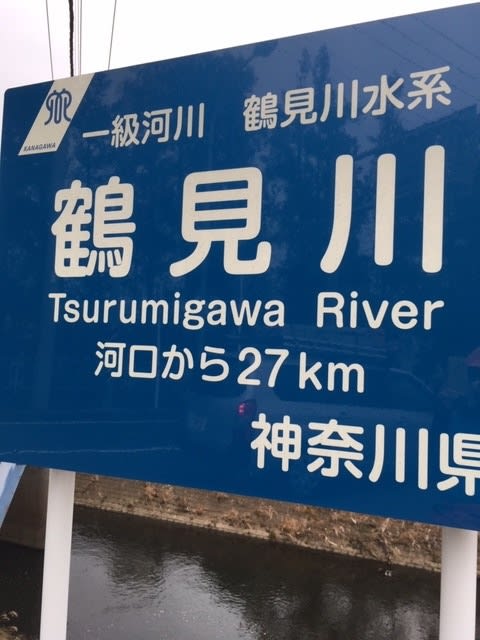 KANAGAWA
一級河川 鶴見川水系
鶴見川
Tsurumigawa River
河口から27km
神奈川県